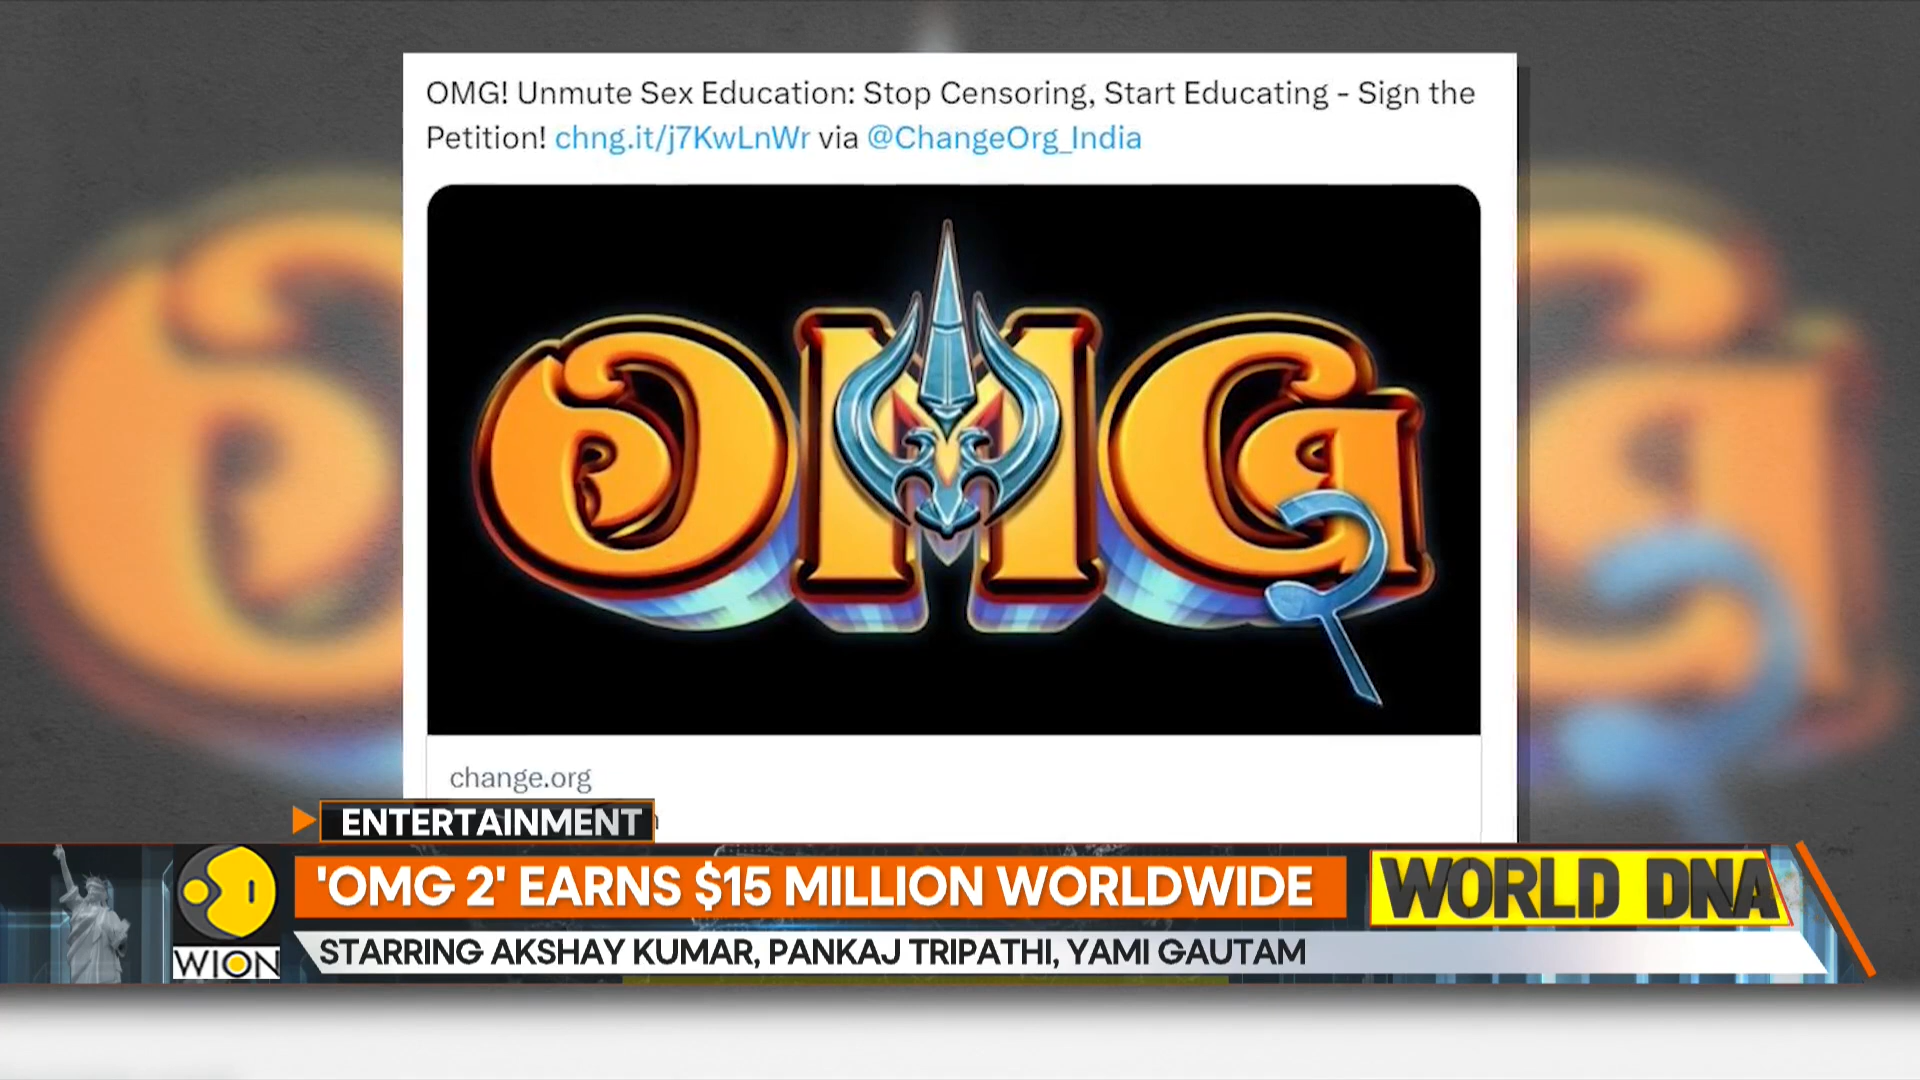 OMG! Unmute Sex Education: Stop Censoring, Start Educating - Sign the
Petition! chng.it/j7KwLnWr via @ChangeOrg_India
OMG
२
change.org
ENTERTAINMENT
'OMG 2' EARNS $15 MILLION WORLDWIDE
WORLD DNA
STARRING AKSHAY KUMAR, PANKAJ TRIPATHI, YAMI GAUTAM
WION